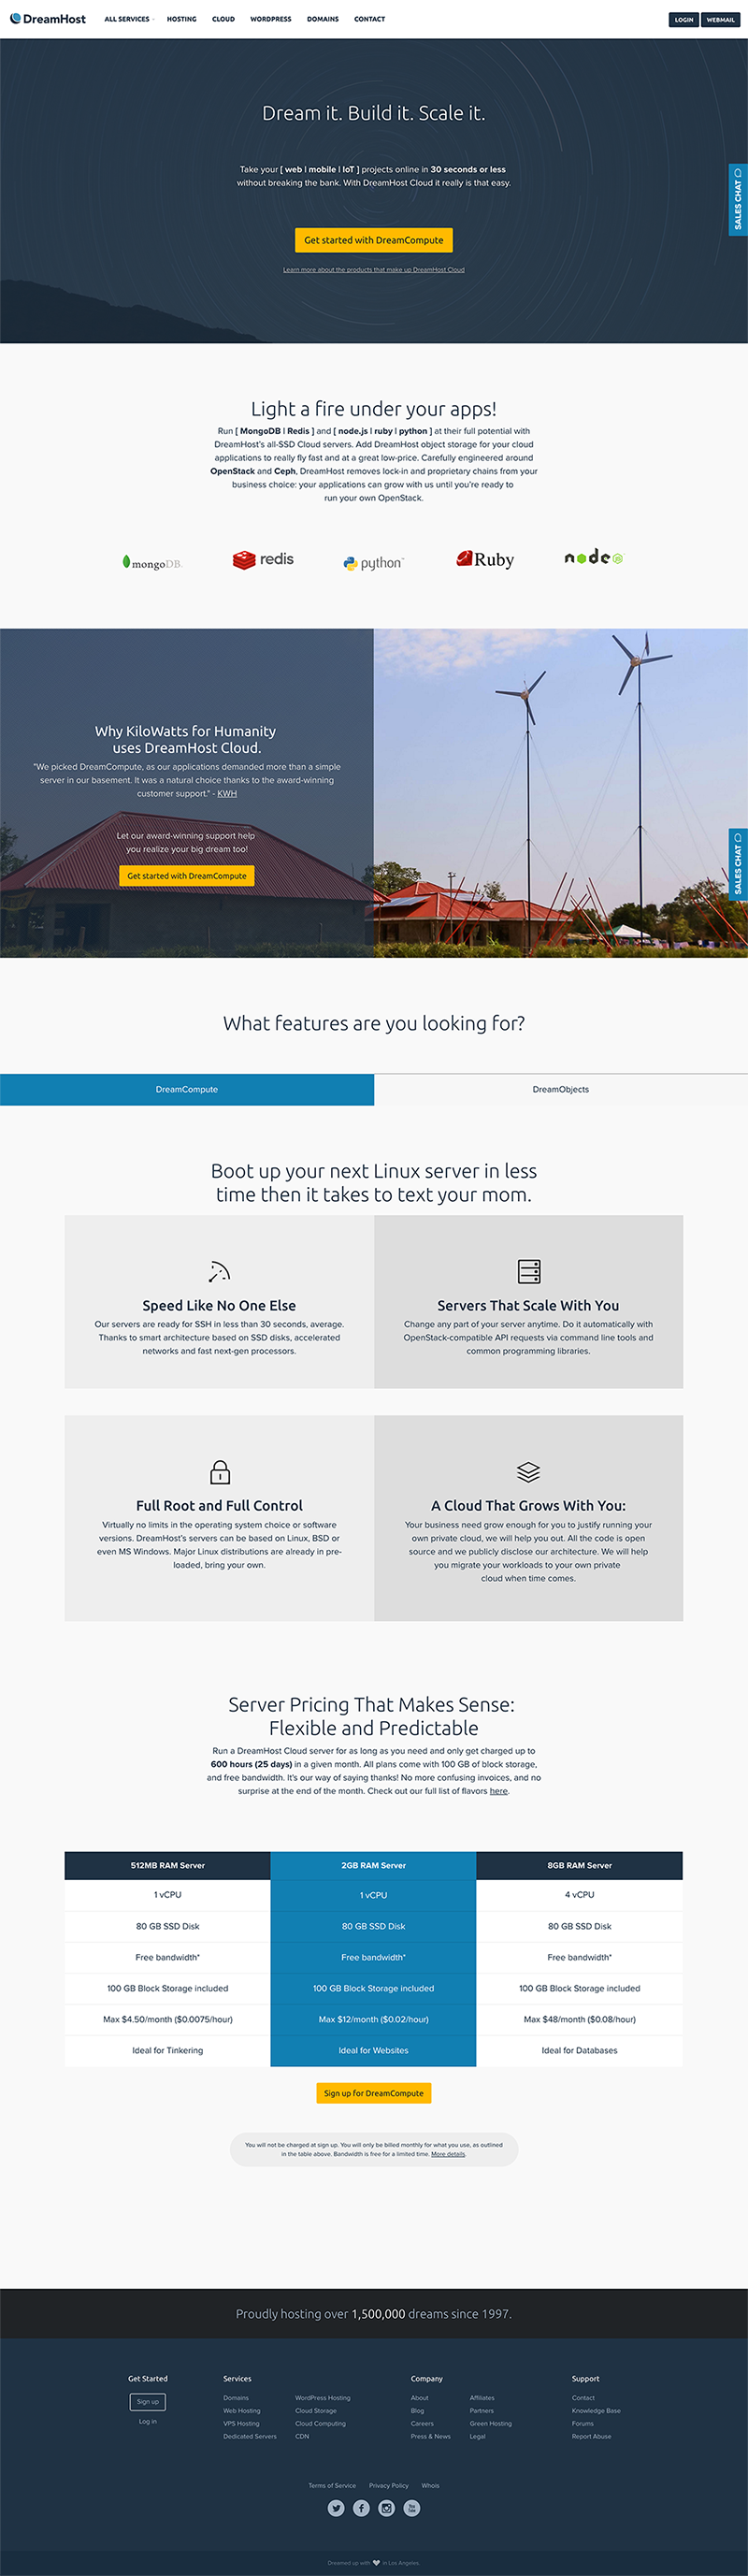 DreamHost ALL SERVICES HOSTING CLOUD WORDPRESS DOMAINS CONTACT LOGIN WEBMAIL
Dream it. Build it. Scale it.
Take your [ web | mobile | IoT ] projects online in 30 seconds or less
without breaking the bank. With DreamHost Cloud it really is that easy.
SALES CHAT
Get started with DreamCompute
Learn more about the products that make up DreamHost Cloud
Light a fire under your apps!
Run [ MongoDB | Redis ] and [ node.js | ruby | python ] at their full potential with
DreamHost's all-SSD Cloud servers. Add DreamHost object storage for your cloud
applications to really fly fast and at a great low-price. Carefully engineered around
OpenStack and Ceph, DreamHost removes lock-in and proprietary chains from your
business choice: your applications can grow with us until you're ready to
run your own OpenStack.
mongoDB. redis python™ Ruby node JS
Why KiloWatts for Humanity
uses DreamHost Cloud.
"We picked DreamCompute, as our applications demanded more than a simple
server in our basement. It was a natural choice thanks to the award-winning
customer support." - KWH
Let our award-winning support help
you realize your big dream too!
Get started with DreamCompute
SALES CHAT
What features are you looking for?
DreamCompute DreamObjects
Boot up your next Linux server in less
time then it takes to text your mom.
Speed Like No One Else
Our servers are ready for SSH in less than 30 seconds, average.
Thanks to smart architecture based on SSD disks, accelerated
networks and fast next-gen processors.
Servers That Scale With You
Change any part of your server anytime. Do it automatically with
OpenStack-compatible API requests via command line tools and
common programming libraries.
Full Root and Full Control
Virtually no limits in the operating system choice or software
versions. DreamHost's servers can be based on Linux, BSD or
even MS Windows. Major Linux distrubutions are already in pre-
loaded, bring your own.
A Cloud That Grows With You:
Your business need grow enough for you to justify running your
own private cloud, we will help you out. All the code is open
source and we publicly disclose our architecture. We will help
you migrate your workloads to your own private
cloud when time comes.
Server Pricing That Makes Sense:
Flexible and Predictable
Run a DreamHost Cloud server for as long as you need and only get charged up to
600 hours (25 days) in a given month. All plans come with 100 GB of block storage,
and free bandwidth. It's our way of saying thanks! No more confusing invoices, and no
surprise at the end of the month. Check out our full list of flavors here.
512MB RAM Server 2GB RAM Server 8GB RAM Server
1 vCPU 1 vCPU 4 vCPU
80 GB SSD Disk 80 GB SSD Disk 80 GB SSD Disk
Free bandwidth* Free bandwidth* Free bandwidth*
100 GB Block Storage included 100 GB Block Storage included 100 GB Block Storage included
Max $4.50/month ($0.0075/hour) Max $12/month ($0.02/hour) Max $48/month ($0.08/hour)
Ideal for Tinkering Ideal for Websites Ideal for Databases
Sign up for DreamCompute
You will not be charged at sign up. You will only be billed monthly for what you use, as outlined
in the table above. Bandwidth is free for a limited time. More details.
Proudly hosting over 1,500,000 dreams since 1997.
Get Started Services Company Support
Sign up Domains WordPress Hosting About Affiliates Contact
Web Hosting Cloud Storage Blog Partners Knowledge Base
Log in VPS Hosting Cloud Computing Careers Green Hosting Forums
Dedicated Servers CDN Press & News Legal Report Abuse
Terms of Service Privacy Policy Whois
You Tube
Dreamed up with in Los Angeles